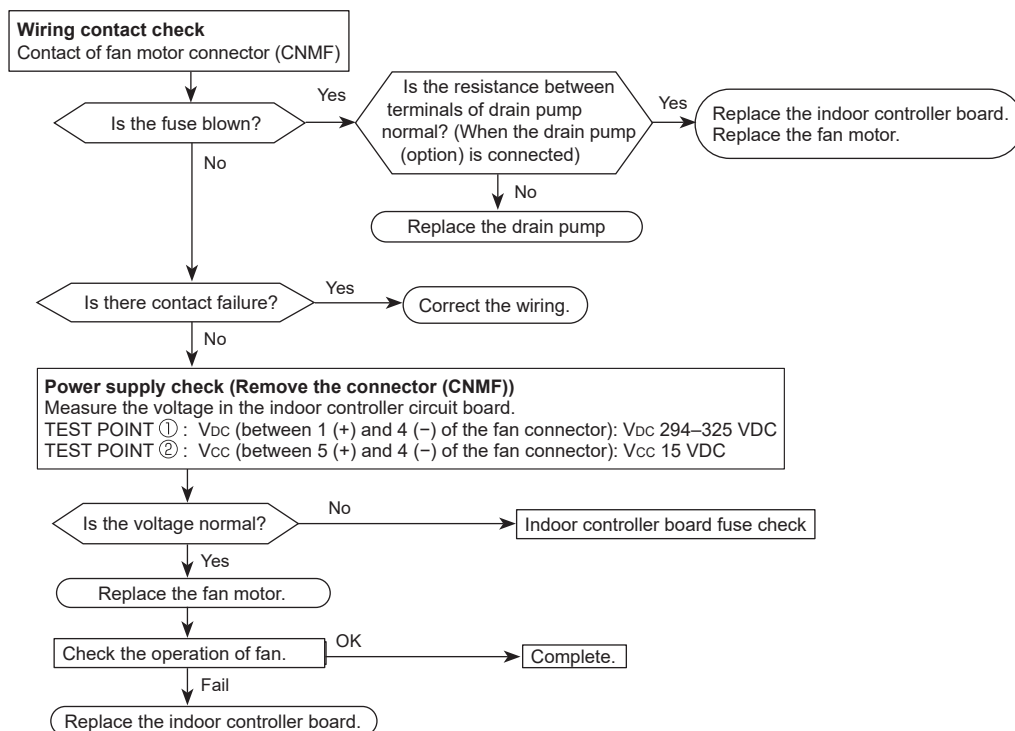 Wiring contact check
Contact of fan motor connector (CNMF)
Is the fuse blown?
Yes
Is the resistance between
terminals of drain pump
normal? (When the drain pump
(option) is connected)
Yes
Replace the indoor controller board.
Replace the fan motor.
No
No
Replace the drain pump
Is there contact failure?
Yes
Correct the wiring.
No
Power supply check (Remove the connector (CNMF))
Measure the voltage in the indoor controller circuit board.
TEST POINT ① : VDC (between 1 (+) and 4 (−) of the fan connector): VDC 294–325 VDC
TEST POINT ② : VCC (between 5 (+) and 4 (−) of the fan connector): VCC 15 VDC
Is the voltage normal?
No
Indoor controller board fuse check
Yes
Replace the fan motor.
Check the operation of fan.
OK
Complete.
Fail
Replace the indoor controller board.